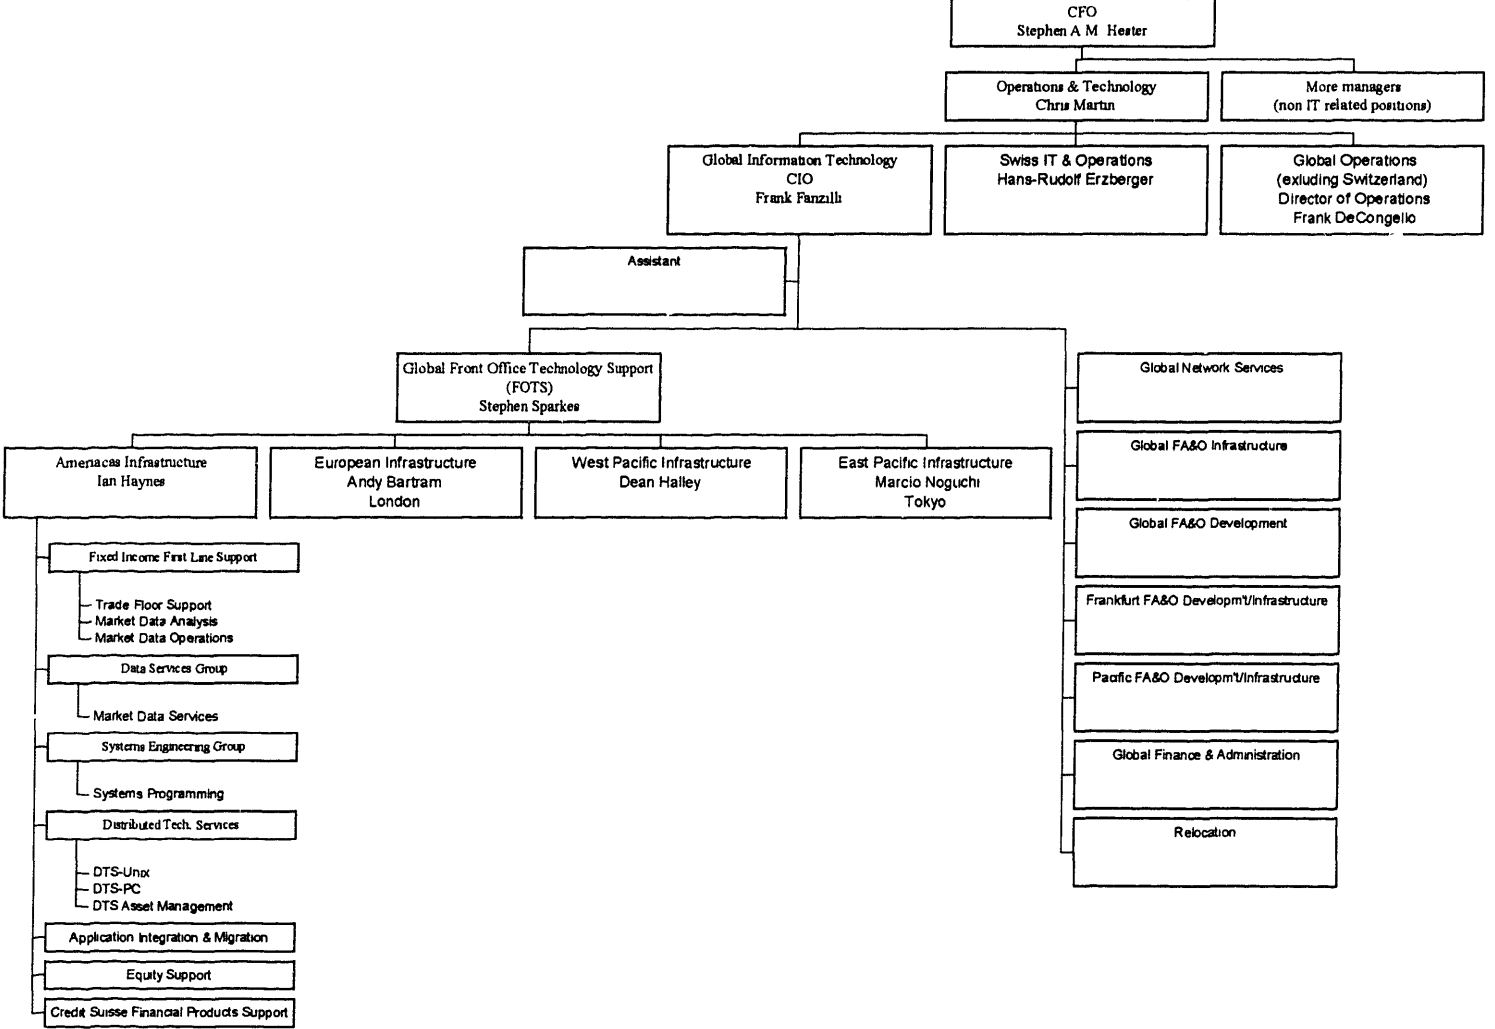 CFO
Stephen A M Hester
Operations & Technology
Chris Martin
More managers
(non IT related positions)
Global Information Technology
CIO
Frank Fanzilli
Swiss IT & Operations
Hans-Rudolf Erzberger
Global Operations
(exluding Switzerland)
Director of Operations
Frank DeCongelio
Assistant
Global Front Office Technology Support
(FOTS)
Stephen Sparkes
Global Network Services
Global FA&O Infrastructure
Global FA&O Development
Frankfurt FA&O Developm't/Infrastructure
Pacific FA&O Developm't/Infrastructure
Global Finance & Administration
Relocation
Ameriacas Infrastructure
Ian Haynes
European Infrastructure
Andy Bartram
London
West Pacific Infrastructure
Dean Halley
East Pacific Infrastructure
Marcio Noguchi
Tokyo
Fixed Income First Line Support
Trade Floor Support
Market Data Analysis
Market Data Operations
Data Services Group
Market Data Services
Systems Engineering Group
Systems Programming
Distributed Tech. Services
DTS-Unix
DTS-PC
DTS Asset Management
Application Integration & Migration
Equity Support
Credit Suisse Financial Products Support